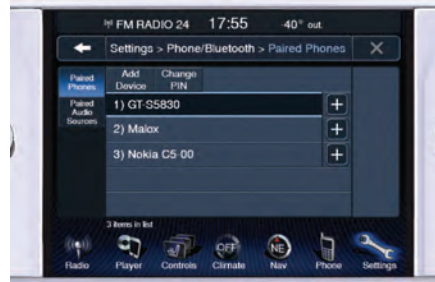 FM RADIO 24 17:55 -40° out
Settings > Phone/Bluetooth > Paired Phones
Paired Phones
Add Device
Change PIN
Paired Audio Sources
1) GT-S5830
2) Malox
3) Nokia C5-00
3 items in list
OFF
NE
Radio Player Controls Climate Nav Phone Settings